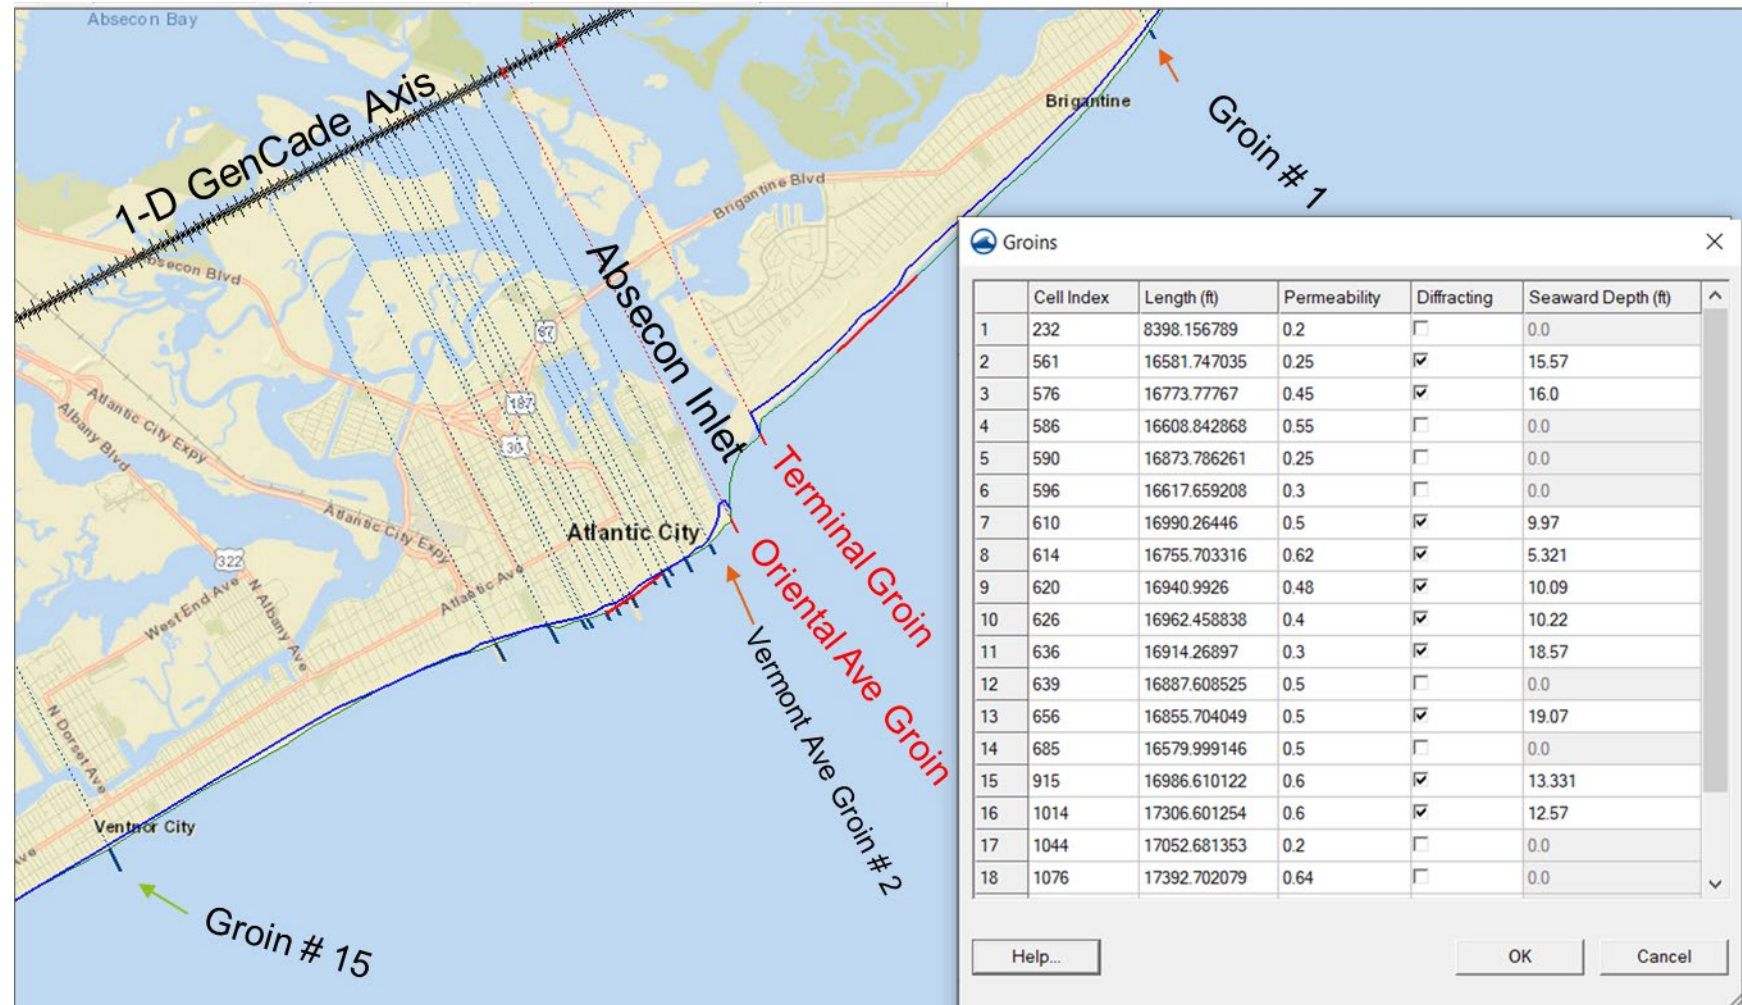 Absecon Bay
1-D GenCade Axis
Brigantine
Groin # 1
Brigantine Blvd
Absecon Blvd
Absecon Inlet
87
187
30
Atlantic City Expy
Albany Blvd
Atlantic City Expy
322
West End Ave
N Albany Ave
Atlantic Ave
Atlantic City
Terminal Groin
Oriental Ave Groin
Vermont Ave Groin # 2
N Dorset Ave
Ventnor City
Ave
Groin # 15
Groins
Cell Index Length (ft) Permeability Diffracting Seaward Depth (ft)
1 232 8398.156789 0.2 0.0
2 561 16581.747035 0.25 15.57
3 576 16773.77767 0.45 16.0
4 586 16608.842868 0.55 0.0
5 590 16873.786261 0.25 0.0
6 596 16617.659208 0.3 0.0
7 610 16990.26446 0.5 9.97
8 614 16755.703316 0.62 5.321
9 620 16940.9926 0.48 10.09
10 626 16962.458838 0.4 10.22
11 636 16914.26897 0.3 18.57
12 639 16887.608525 0.5 0.0
13 656 16855.704049 0.5 19.07
14 685 16579.999146 0.5 0.0
15 915 16986.610122 0.6 13.331
16 1014 17306.601254 0.6 12.57
17 1044 17052.681353 0.2 0.0
18 1076 17392.702079 0.64 0.0
Help...
OK
Cancel